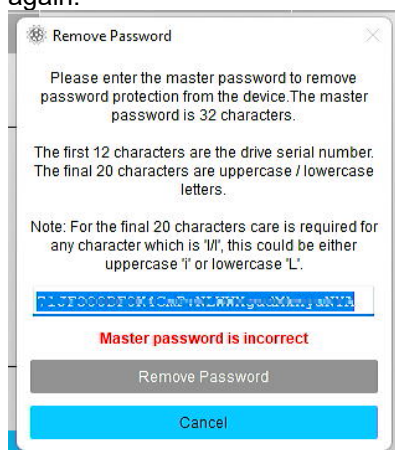 again.
Remove Password
Please enter the master password to remove
password protection from the device.The master
password is 32 characters.
The first 12 characters are the drive serial number.
The final 20 characters are uppercase / lowercase
letters.
Note: For the final 20 characters care is required for
any character which is 'I/l', this could be either
uppercase 'i' or lowercase 'L'.
Master password is incorrect
Remove Password
Cancel